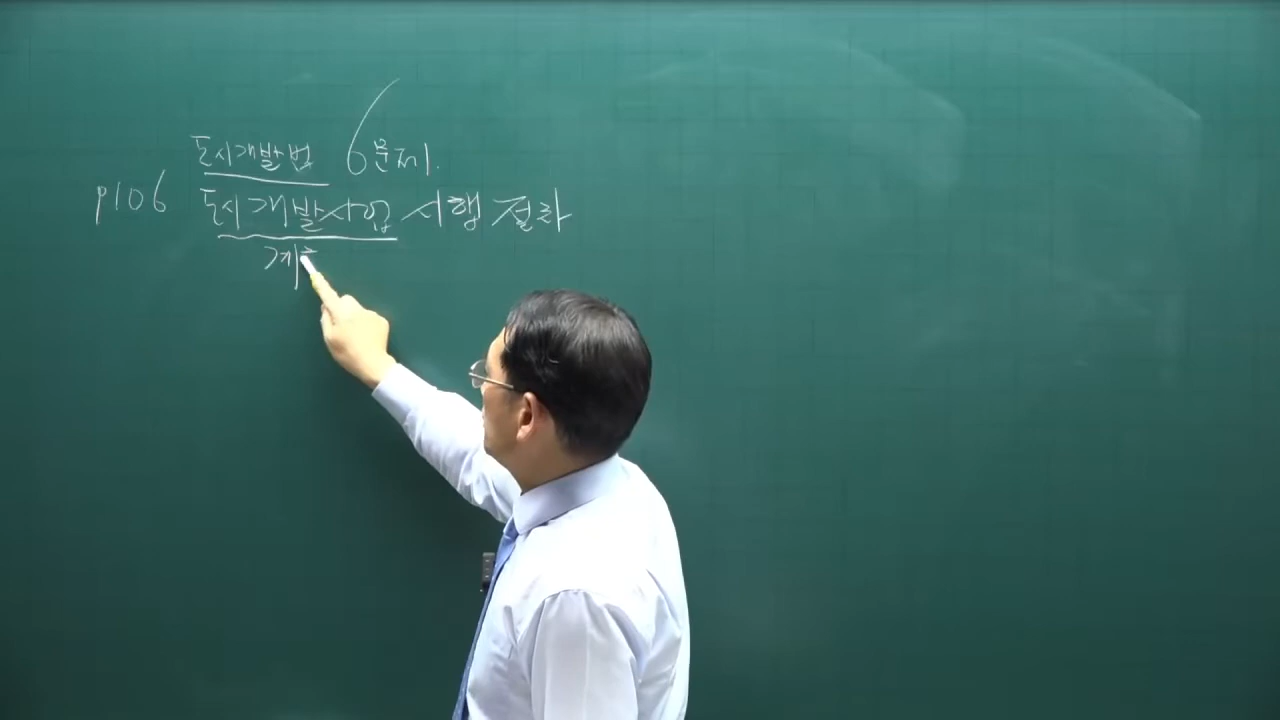 도시개발법 6문제.
p106 도시개발사업 시행 절차
계